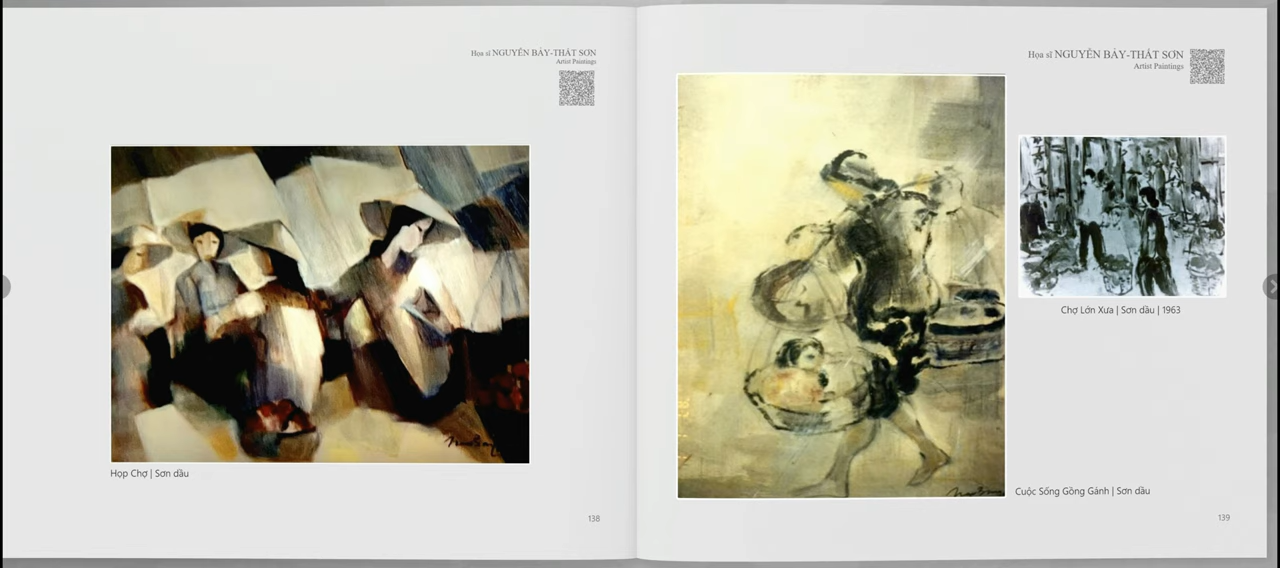 Họa sĩ NGUYỄN BẢY-THẤT SƠN
Artist Paintings
Họp Chợ | Sơn dầu
138
Họa sĩ NGUYỄN BẢY-THẤT SƠN
Artist Paintings
Chợ Lớn Xưa | Sơn dầu | 1963
Cuộc Sống Gồng Gánh | Sơn dầu
139